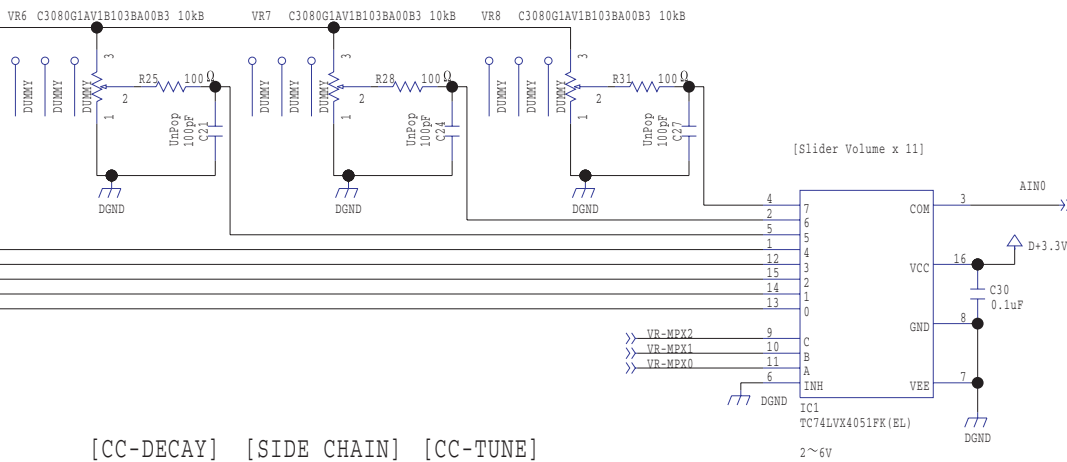 VR6 C3080G1AV1B103BA00B3 10kB
VR7 C3080G1AV1B103BA00B3 10kB
VR8 C3080G1AV1B103BA00B3 10kB
DUMMY
DUMMY
DUMMY
3
2
1
R25 100Ω
UnPop
100pF
C21
DGND
DUMMY
DUMMY
DUMMY
3
2
1
R28 100Ω
UnPop
100pF
C24
DGND
DUMMY
DUMMY
DUMMY
3
2
1
R31 100Ω
UnPop
100pF
C27
DGND
[Slider Volume x 11]
4 7
2 6
5 5
1 4
12 3
15 2
14 1
13 0
VR-MPX2 9 C
VR-MPX1 10 B
VR-MPX0 11 A
6 INH
DGND
COM 3 AIN0
VCC 16 D+3.3V
C30
0.1uF
GND 8
VEE 7
DGND
IC1
TC74LVX4051FK(EL)
2～6V
[CC-DECAY] [SIDE CHAIN] [CC-TUNE]